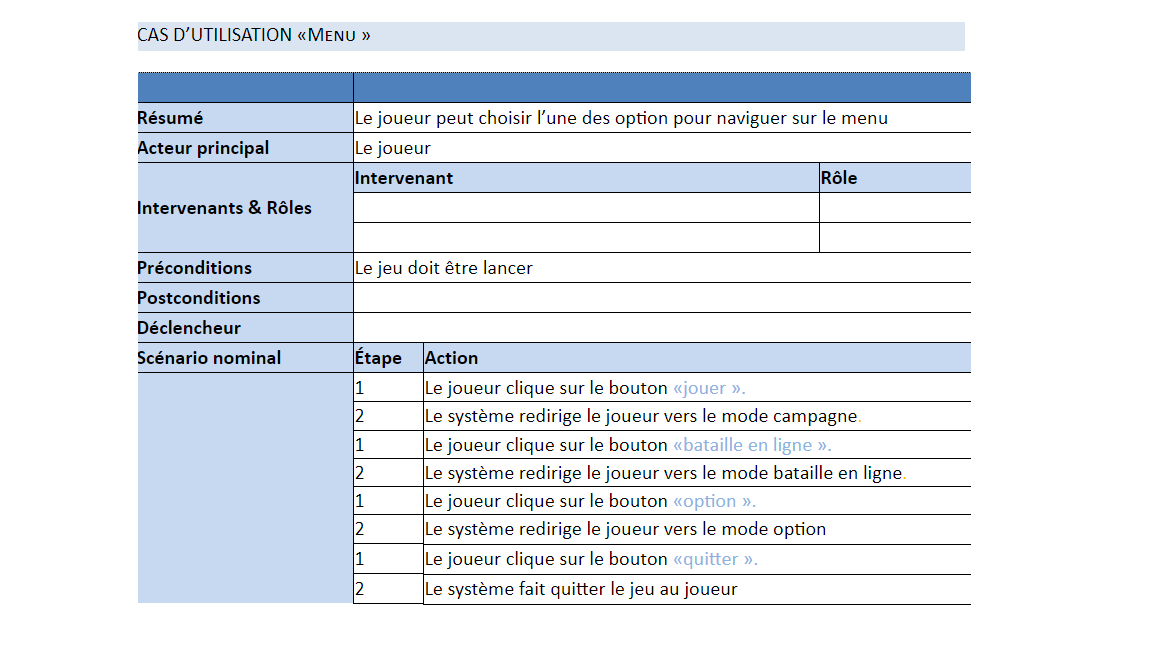 CAS D’UTILISATION «MENU »
Résumé Le joueur peut choisir l’une des option pour naviguer sur le menu
Acteur principal Le joueur
Intervenants & Rôles Intervenant Rôle
Préconditions Le jeu doit être lancer
Postconditions
Déclencheur
Scénario nominal Étape Action
1 Le joueur clique sur le bouton «jouer ».
2 Le système redirige le joueur vers le mode campagne.
1 Le joueur clique sur le bouton «bataille en ligne ».
2 Le système redirige le joueur vers le mode bataille en ligne.
1 Le joueur clique sur le bouton «option ».
2 Le système redirige le joueur vers le mode option
1 Le joueur clique sur le bouton «quitter ».
2 Le système fait quitter le jeu au joueur